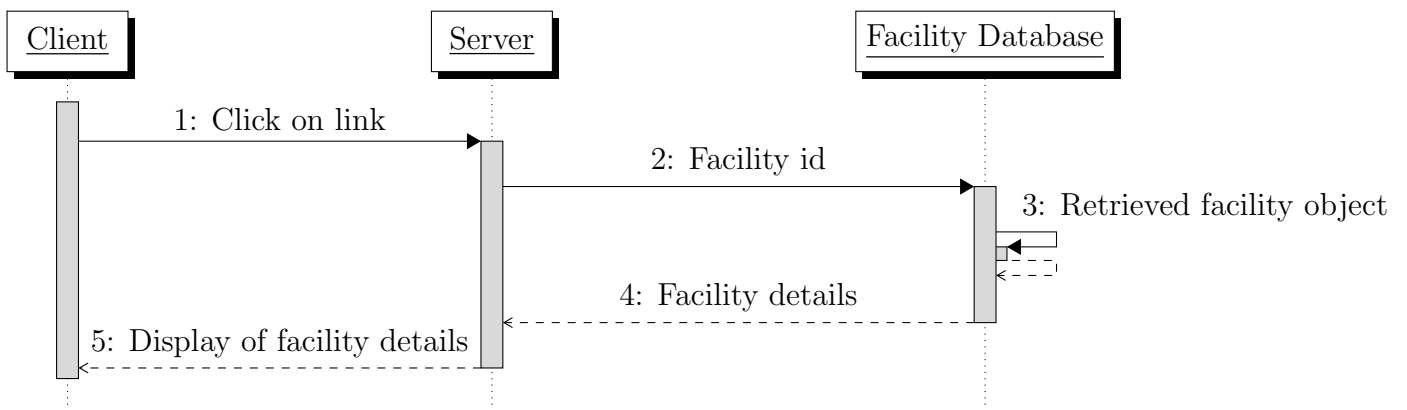 Client
Server
Facility Database
1: Click on link
2: Facility id
3: Retrieved facility object
4: Facility details
5: Display of facility details